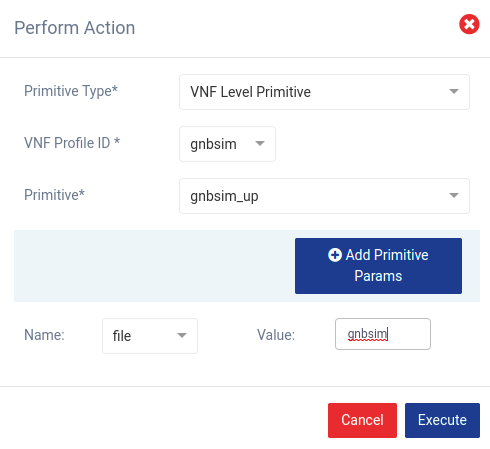 Perform Action
Primitive Type* VNF Level Primitive
VNF Profile ID * gnbsim
Primitive* gnbsim_up
Add Primitive
Params
Name: file Value: gnbsim
Cancel Execute